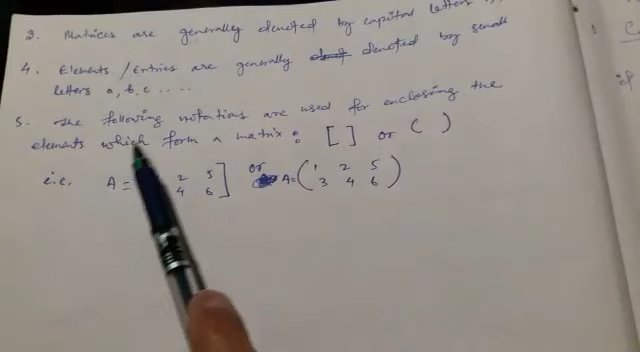 3. Matrices are generally denoted by capital letters
4. Elements / Entries are generally denoted by small
letters a, b, c ....
5. The following notations are used for enclosing the
elements which form a matrix : [ ] or ( )
i.e. A = 2 5 ] or A = ( 1 2 5
4 6 3 4 6 )
1
if